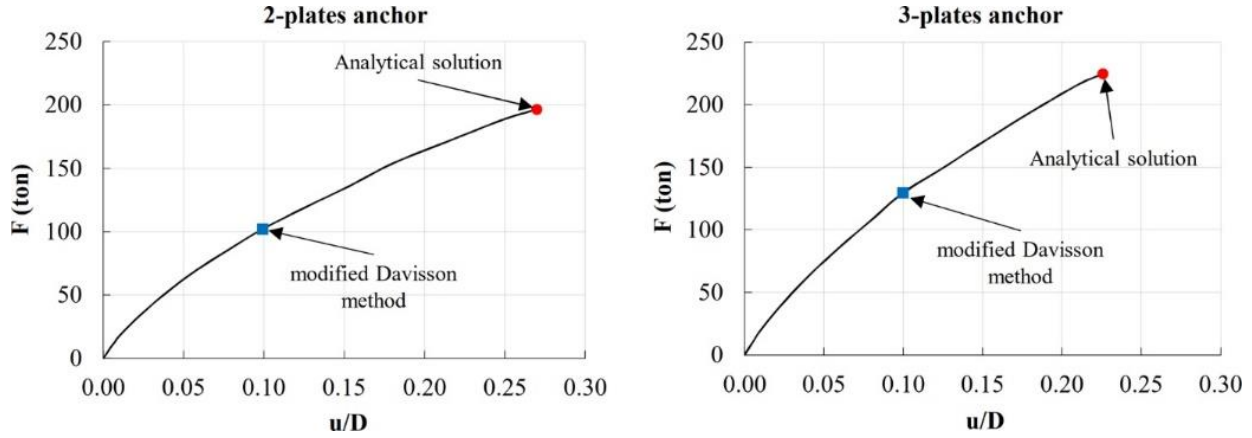 2-plates anchor
250
200
150
100
50
0
F (ton)
Analytical solution
modified Davisson
method
0.00 0.05 0.10 0.15 0.20 0.25 0.30
u/D
3-plates anchor
250
200
150
100
50
0
F (ton)
Analytical solution
modified Davisson
method
0.00 0.05 0.10 0.15 0.20 0.25 0.30
u/D